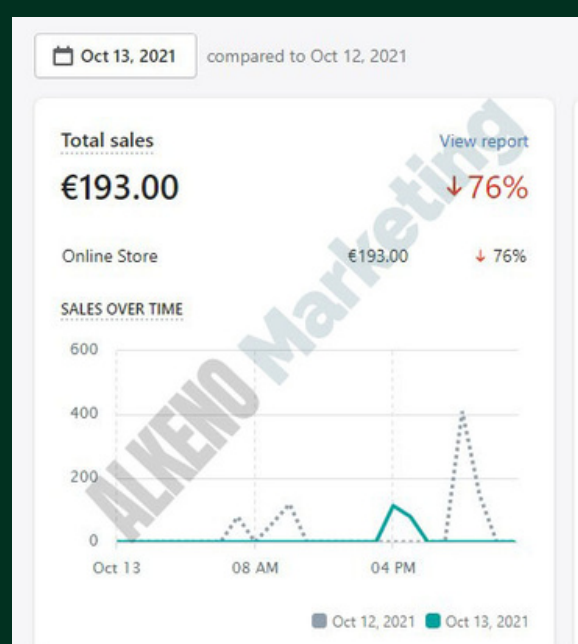 Oct 13, 2021 compared to Oct 12, 2021
Total sales View report
€193.00 ↓76%
Online Store €193.00 ↓ 76%
SALES OVER TIME
600
400
200
0
Oct 13 08 AM 04 PM
Oct 12, 2021 Oct 13, 2021
ALKENO Marketing